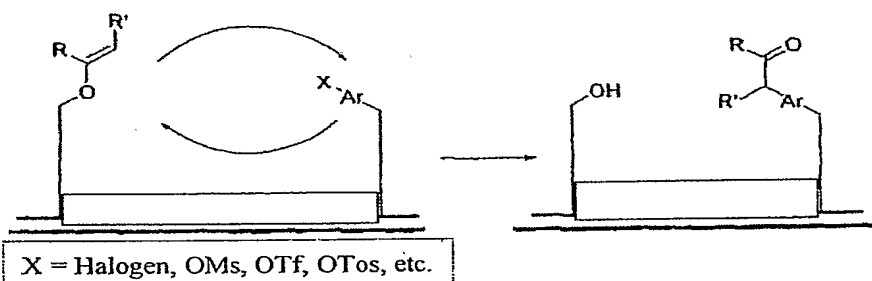 R'
R
O
X
Ar
OH
R
O
R'
Ar
X = Halogen, OMs, OTf, OTos, etc.